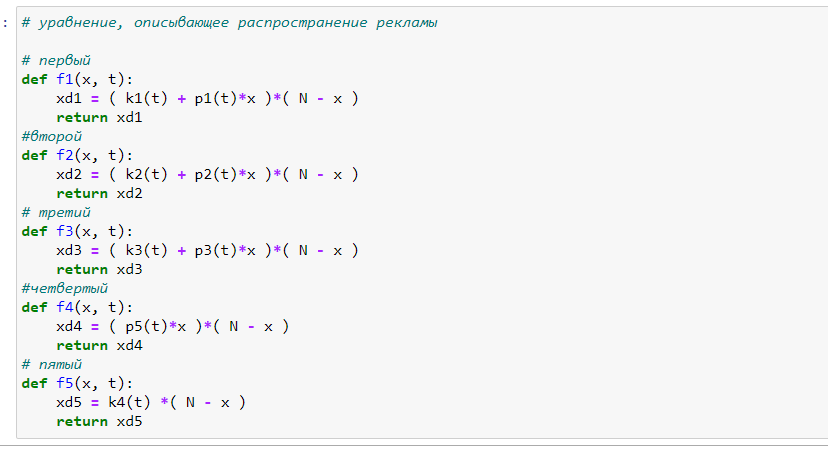 : # уравнение, описывающее распространение рекламы
# первый
def f1(x, t):
    xd1 = ( k1(t) + p1(t)*x )*( N - x )
    return xd1
#второй
def f2(x, t):
    xd2 = ( k2(t) + p2(t)*x )*( N - x )
    return xd2
# третий
def f3(x, t):
    xd3 = ( k3(t) + p3(t)*x )*( N - x )
    return xd3
#четвертый
def f4(x, t):
    xd4 = ( p5(t)*x )*( N - x )
    return xd4
# пятый
def f5(x, t):
    xd5 = k4(t) *( N - x )
    return xd5